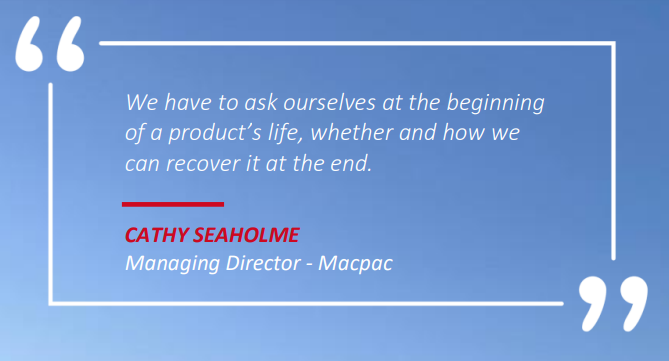 We have to ask ourselves at the beginning
of a product’s life, whether and how we
can recover it at the end.
CATHY SEAHOLME
Managing Director - Macpac